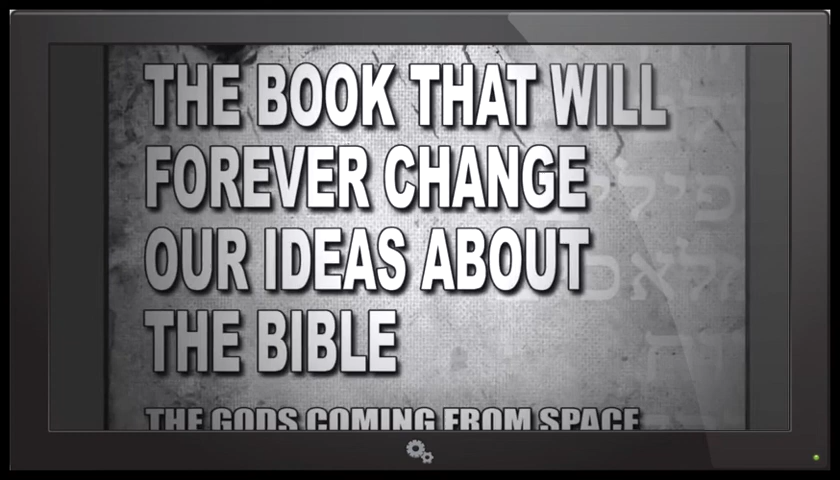 THE BOOK THAT WILL
FOREVER CHANGE
OUR IDEAS ABOUT
THE BIBLE
THE GODS COMING FROM SPACE